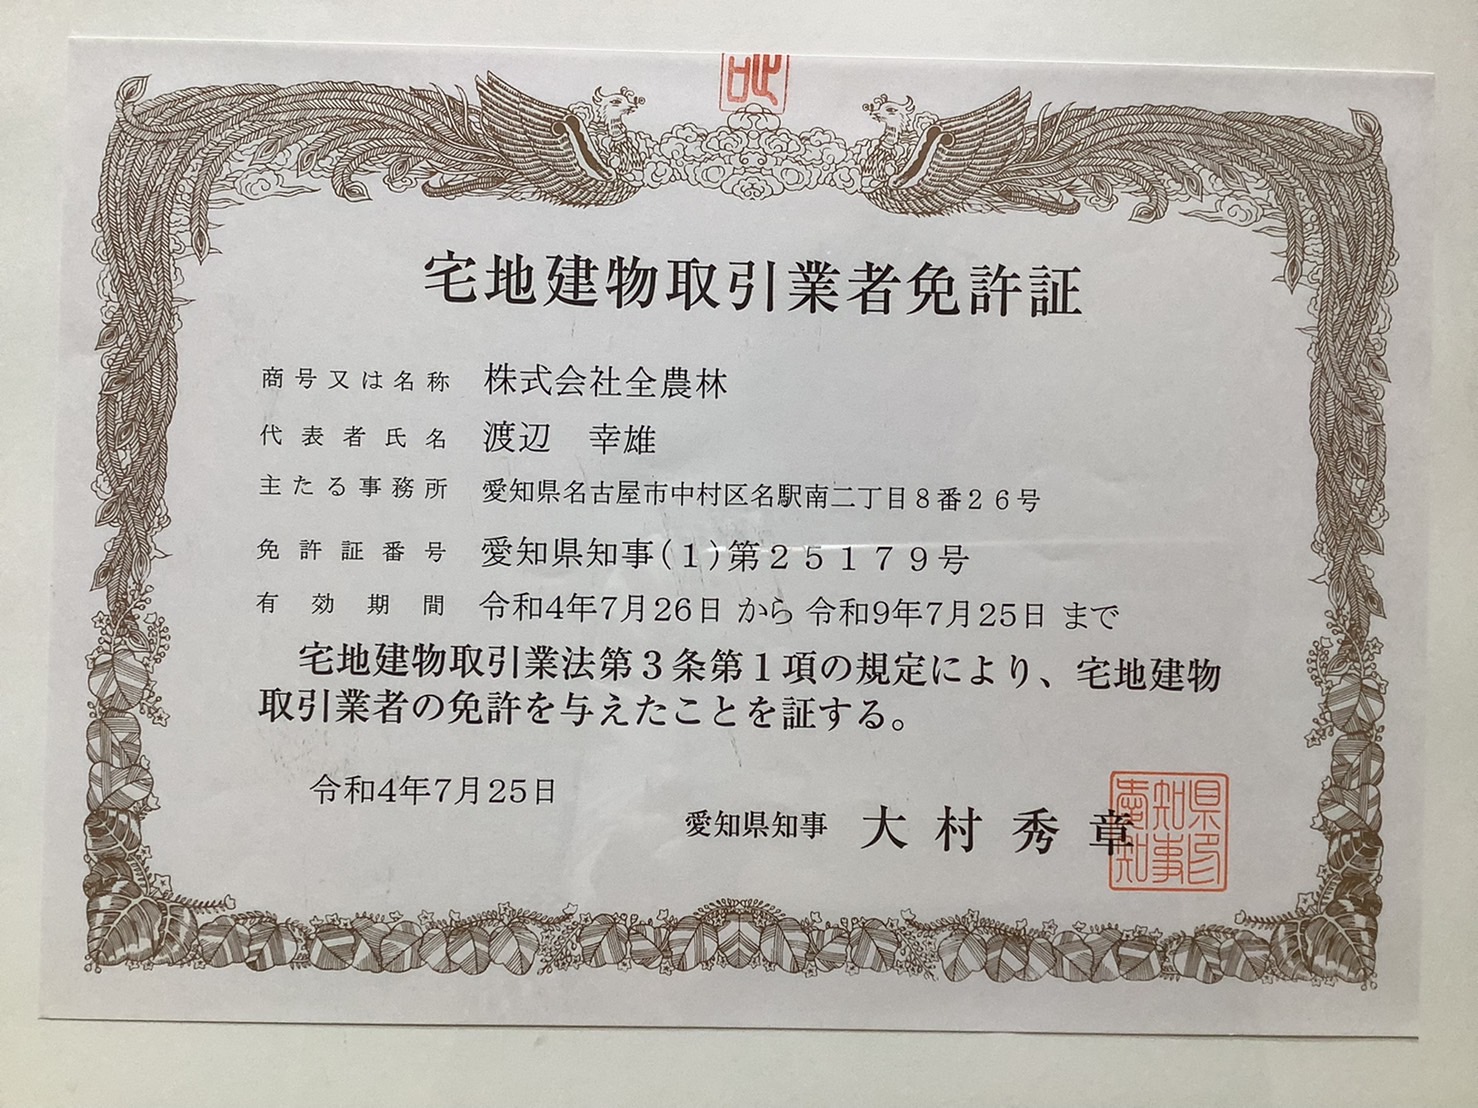 宅地建物取引業者免許証
商号又は名称 株式会社全農林
代表者氏名 渡辺 幸雄
主たる事務所 愛知県名古屋市中村区名駅南二丁目8番26号
免許証番号 愛知県知事(1)第25179号
有効期間 令和4年7月26日 から 令和9年7月25日 まで
宅地建物取引業法第3条第1項の規定により、宅地建物
取引業者の免許を与えたことを証する。
令和4年7月25日
愛知県知事 大村秀章
愛知知事県印